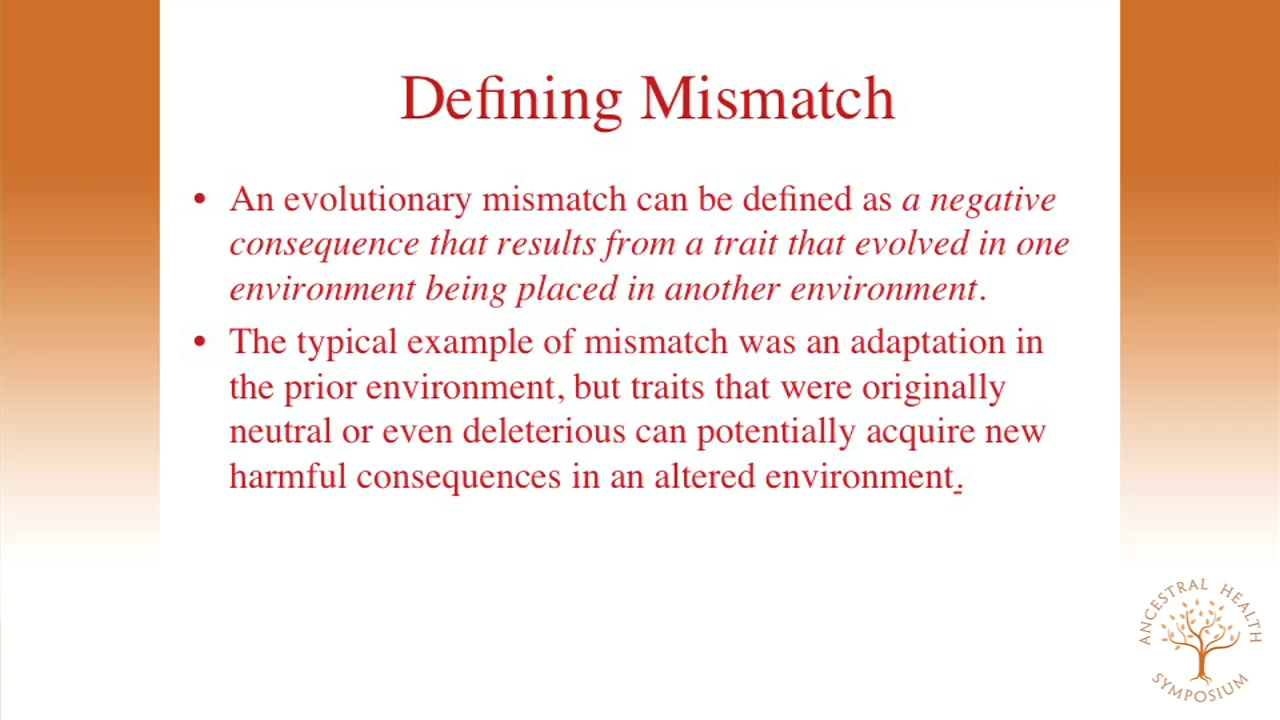 Defining Mismatch
• An evolutionary mismatch can be defined as a negative
consequence that results from a trait that evolved in one
environment being placed in another environment.
• The typical example of mismatch was an adaptation in
the prior environment, but traits that were originally
neutral or even deleterious can potentially acquire new
harmful consequences in an altered environment.
ANCESTRAL HEALTH
SYMPOSIUM